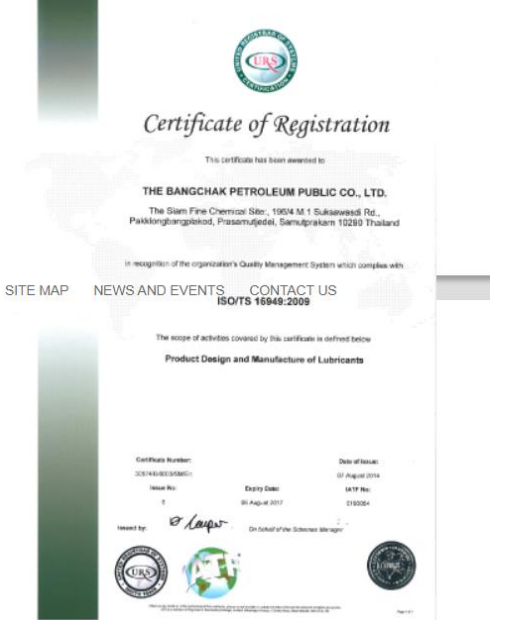 URS
Certificate of Registration
This certificate has been awarded to
THE BANGCHAK PETROLEUM PUBLIC CO., LTD.
The Siam Fine Chemical Site:, 196/4 M.1 Suksawasdi Rd.,
Pakklongbangplakod, Prasamutjedei, Samutprakarn 10290 Thailand
in recognition of the organization's Quality Management System which complies with
SITE MAP NEWS AND EVENTS CONTACT US
ISO/TS 16949:2009
The scope of activities covered by this certificate is defined below
Product Design and Manufacture of Lubricants
Certificate Number: Date of Issue:
07 August 2014
Issue No: Expiry Date: IATF No:
06 August 2017
Issued by: On behalf of the Schemes Manager
URS